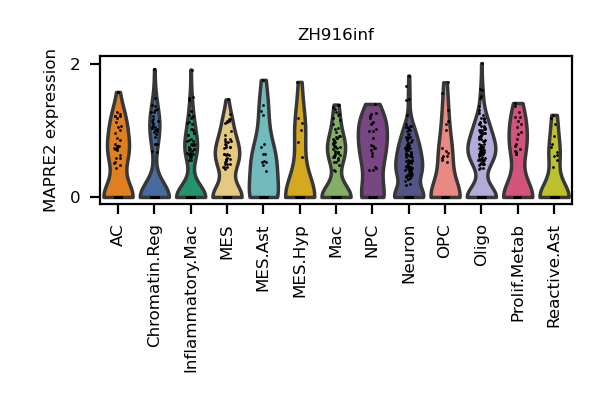 ZH916inf
MAPRE2 expression
2
0
AC
Chromatin.Reg
Inflammatory.Mac
MES
MES.Ast
MES.Hyp
Mac
NPC
Neuron
OPC
Oligo
Prolif.Metab
Reactive.Ast